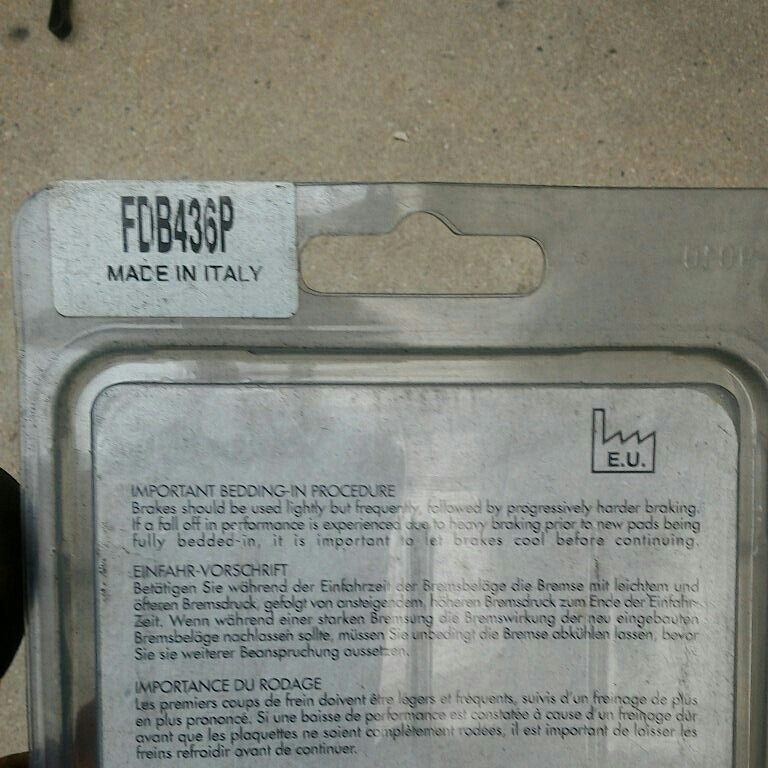 FDB436P
MADE IN ITALY
E.U.
IMPORTANT BEDDING-IN PROCEDURE
Brakes should be used lightly but frequently, followed by progressively harder braking.
If a fall off in performance is experienced due to heavy braking prior to new pads being
fully bedded-in, it is important to let brakes cool before continuing.
EINFAHR-VORSCHRIFT
Betätigen Sie während der Einfahrzeit der Bremsbeläge die Bremse mit leichtem und
öfteren Bremsdruck, gefolgt von ansteigendem, höheren Bremsdruck zum Ende der Einfahr-
Zeit. Wenn während einer starken Bremsung die Bremswirkung der neu eingebauten
Bremsbeläge nachlassen sollte, müssen Sie unbedingt die Bremse abkühlen lassen, bevor
Sie sie weiterer Beanspruchung aussetzen.
IMPORTANCE DU RODAGE
Les premiers coups de frein doivent être légers et fréquents, suivis d'un freinage de plus
en plus prononcé. Si une baisse de performance est constatée à cause d'un freinage dur
avant que les plaquettes ne soient complètement rodées, il est important de laisser les
freins refroidir avant de continuer.